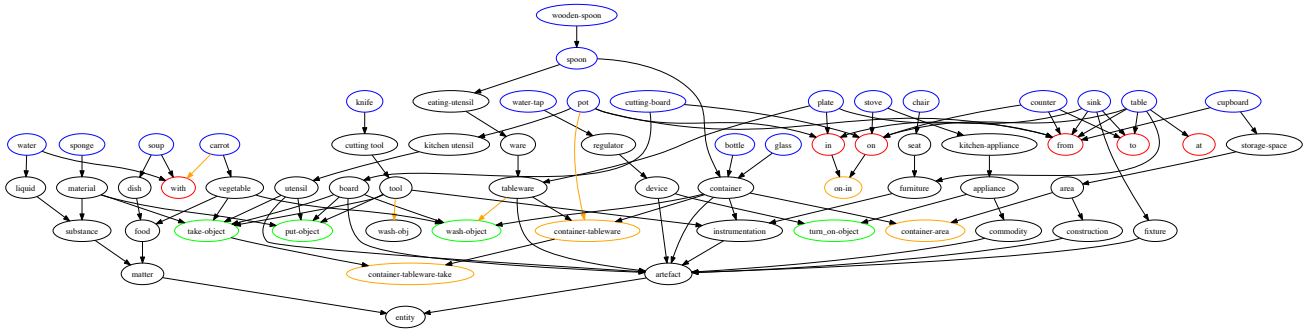 wooden-spoon
spoon
knife
eating-utensil
water-tap
pot
cutting-board
plate
stove
chair
counter
sink
table
cupboard
water
sponge
soup
carrot
cutting tool
kitchen utensil
ware
regulator
bottle
glass
in
on
seat
kitchen-appliance
from
to
at
storage-space
liquid
material
dish
with
vegetable
utensil
board
tool
tableware
device
container
on-in
furniture
appliance
area
substance
food
take-object
put-object
wash-obj
wash-object
container-tableware
instrumentation
turn_on-object
container-area
commodity
construction
fixture
matter
container-tableware-take
artefact
entity